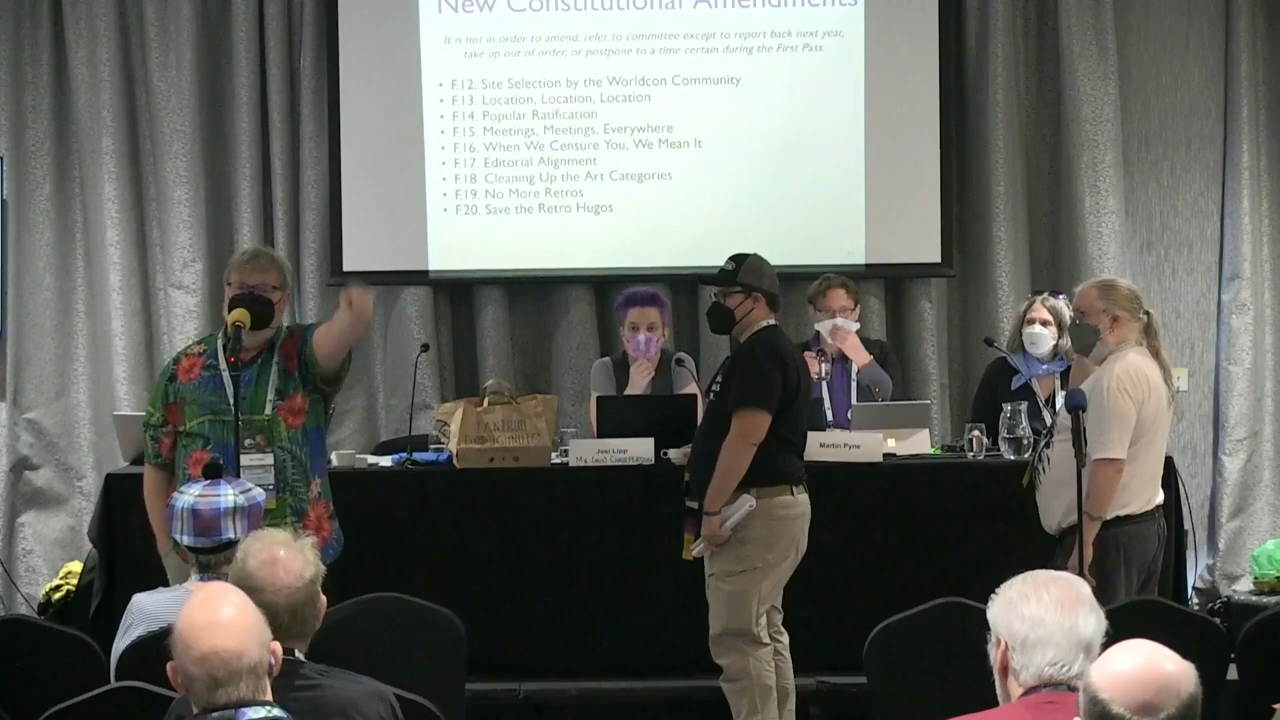 New Constitutional Amendments
It is not in order to amend, refer to committee except to report back next year,
take up out of order, or postpone to a time certain during the First Pass
• F.12. Site Selection by the Worldcon Community
• F.13. Location, Location, Location
• F.14. Popular Ratification
• F.15. Meetings, Meetings, Everywhere
• F.16. When We Censure You, We Mean It
• F.17. Editorial Alignment
• F.18. Cleaning Up the Art Categories
• F.19. No More Retros
• F.20. Save the Retro Hugos
TANTRUM
DOUGHNUTS
Jesi Lipp
Martin Pyne